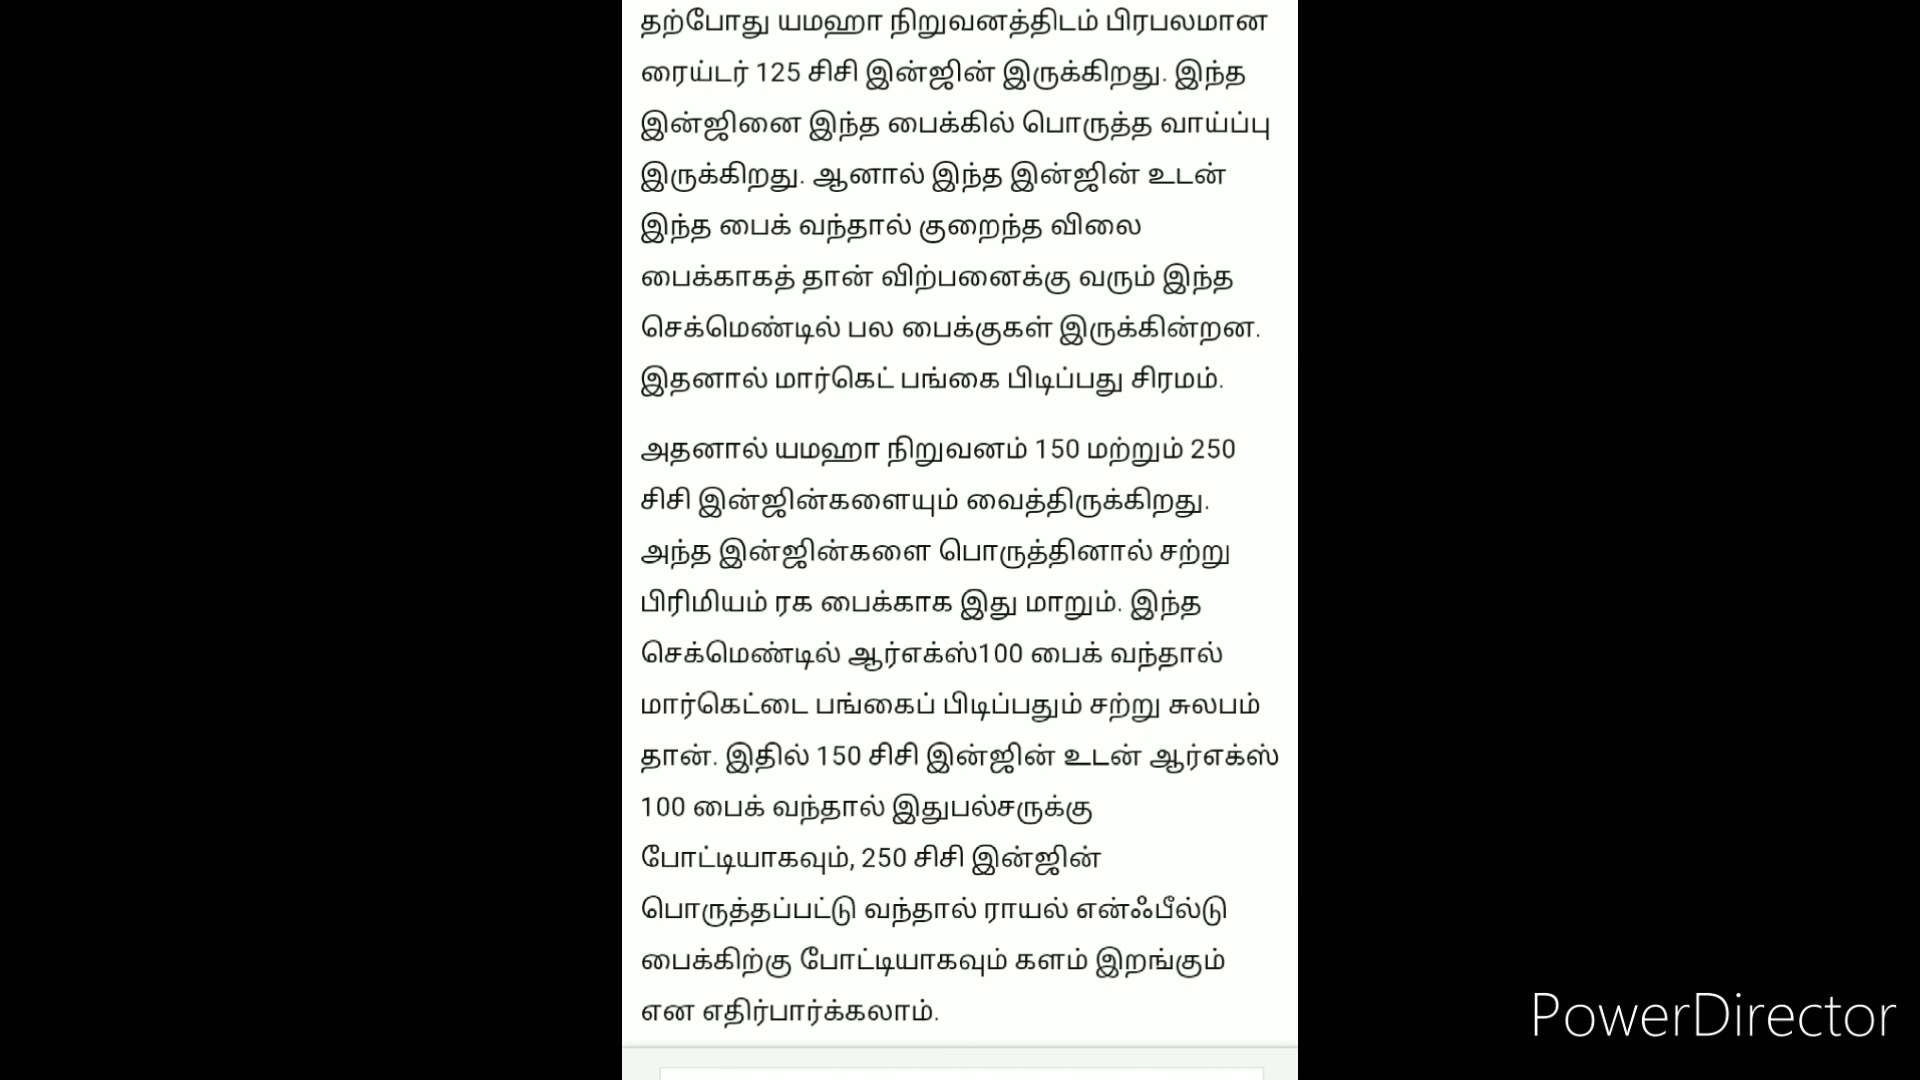 தற்போது யமஹா நிறுவனத்திடம் பிரபலமான
ரைய்டர் 125 சிசி இன்ஜின் இருக்கிறது. இந்த
இன்ஜினை இந்த பைக்கில் பொருத்த வாய்ப்பு
இருக்கிறது. ஆனால் இந்த இன்ஜின் உடன்
இந்த பைக் வந்தால் குறைந்த விலை
பைக்காகத் தான் விற்பனைக்கு வரும் இந்த
செக்மெண்டில் பல பைக்குகள் இருக்கின்றன.
இதனால் மார்கெட் பங்கை பிடிப்பது சிரமம்.
அதனால் யமஹா நிறுவனம் 150 மற்றும் 250
சிசி இன்ஜின்களையும் வைத்திருக்கிறது.
அந்த இன்ஜின்களை பொருத்தினால் சற்று
பிரிமியம் ரக பைக்காக இது மாறும். இந்த
செக்மெண்டில் ஆர்எக்ஸ்100 பைக் வந்தால்
மார்கெட்டை பங்கைப் பிடிப்பதும் சற்று சுலபம்
தான். இதில் 150 சிசி இன்ஜின் உடன் ஆர்எக்ஸ்
100 பைக் வந்தால் இதுபல்சருக்கு
போட்டியாகவும், 250 சிசி இன்ஜின்
பொருத்தப்பட்டு வந்தால் ராயல் என்ஃபீல்டு
பைக்கிற்கு போட்டியாகவும் களம் இறங்கும்
என எதிர்பார்க்கலாம்.
PowerDirector